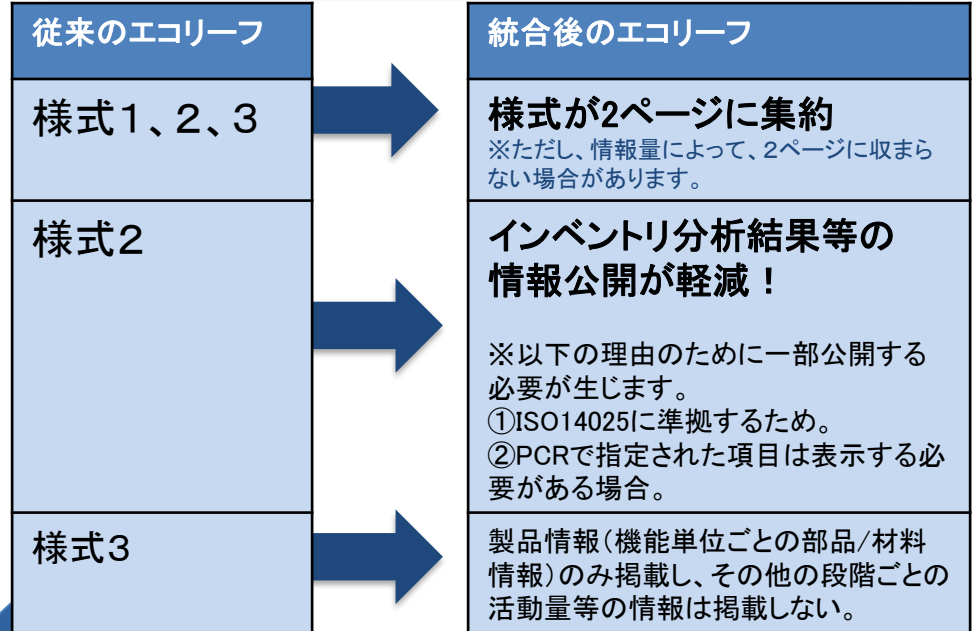 従来のエコリーフ
統合後のエコリーフ
様式1、2、3
様式が2ページに集約
※ただし、情報量によって、2ページに収まら
ない場合があります。
様式2
インベントリ分析結果等の
情報公開が軽減！
※以下の理由のために一部公開する
必要が生じます。
①ISO14025に準拠するため。
②PCRで指定された項目は表示する必
要がある場合。
様式3
製品情報（機能単位ごとの部品/材料
情報）のみ掲載し、その他の段階ごとの
活動量等の情報は掲載しない。